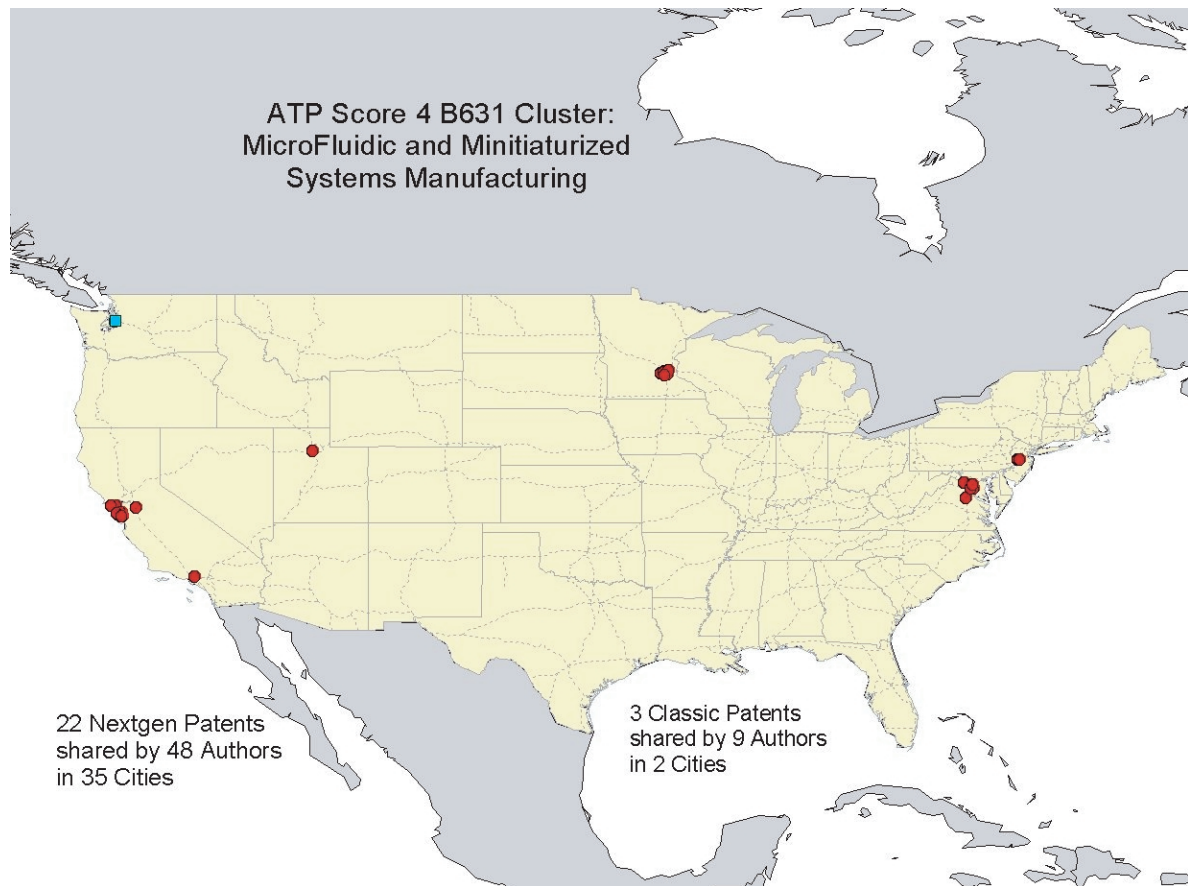 ATP Score 4 B631 Cluster:
MicroFluidic and Minitiaturized
Systems Manufacturing
22 Nextgen Patents
shared by 48 Authors
in 35 Cities
3 Classic Patents
shared by 9 Authors
in 2 Cities